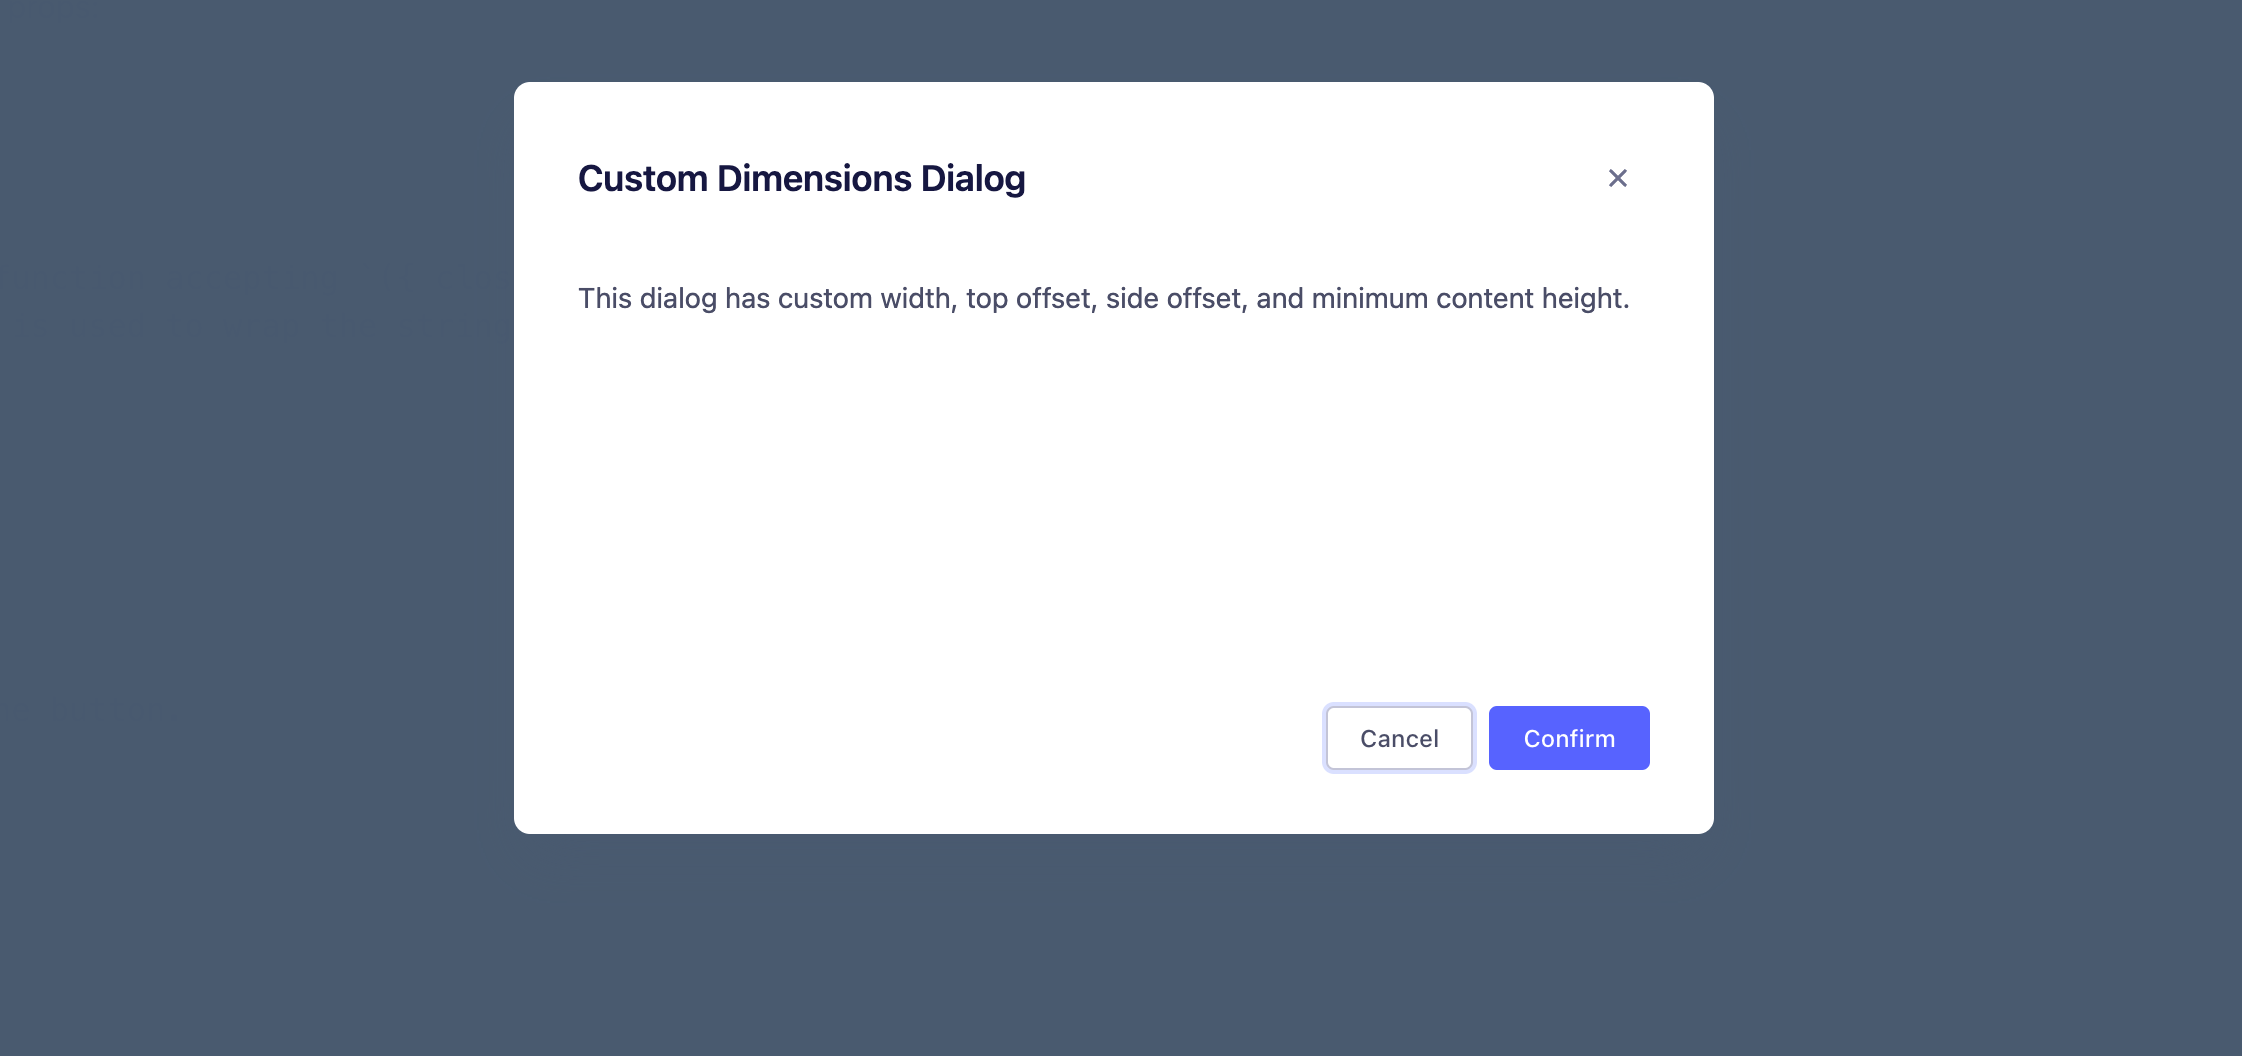 Custom Dimensions Dialog
This dialog has custom width, top offset, side offset, and minimum content height.
Cancel
Confirm